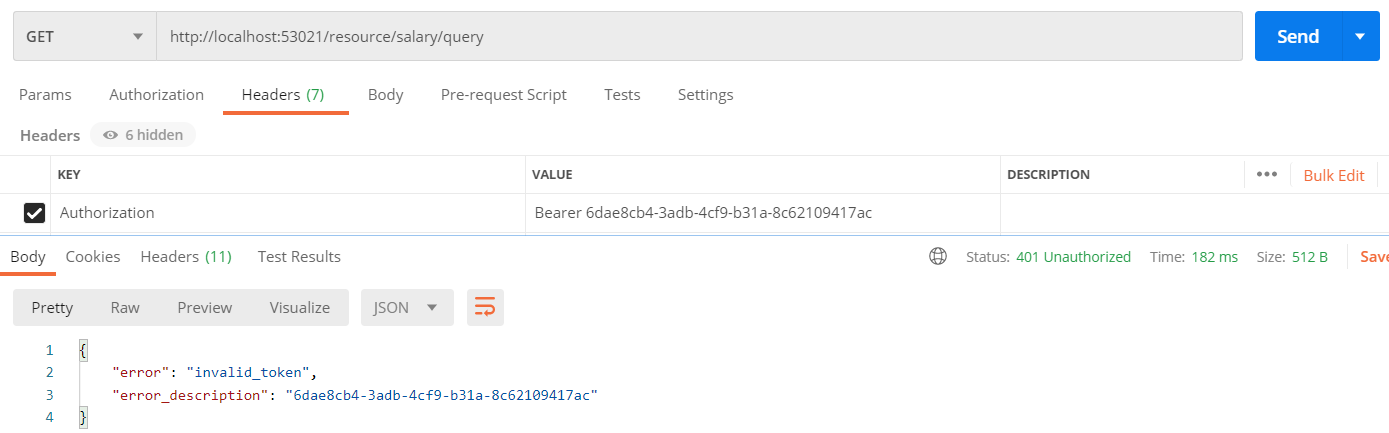 GET http://localhost:53021/resource/salary/query Send
Params Authorization Headers (7) Body Pre-request Script Tests Settings
Headers 6 hidden
KEY VALUE DESCRIPTION ••• Bulk Edit
Authorization Bearer 6dae8cb4-3adb-4cf9-b31a-8c62109417ac
Body Cookies Headers (11) Test Results Status: 401 Unauthorized Time: 182 ms Size: 512 B Save
Pretty Raw Preview Visualize JSON
1 {
2 "error": "invalid_token",
3 "error_description": "6dae8cb4-3adb-4cf9-b31a-8c62109417ac"
4 }